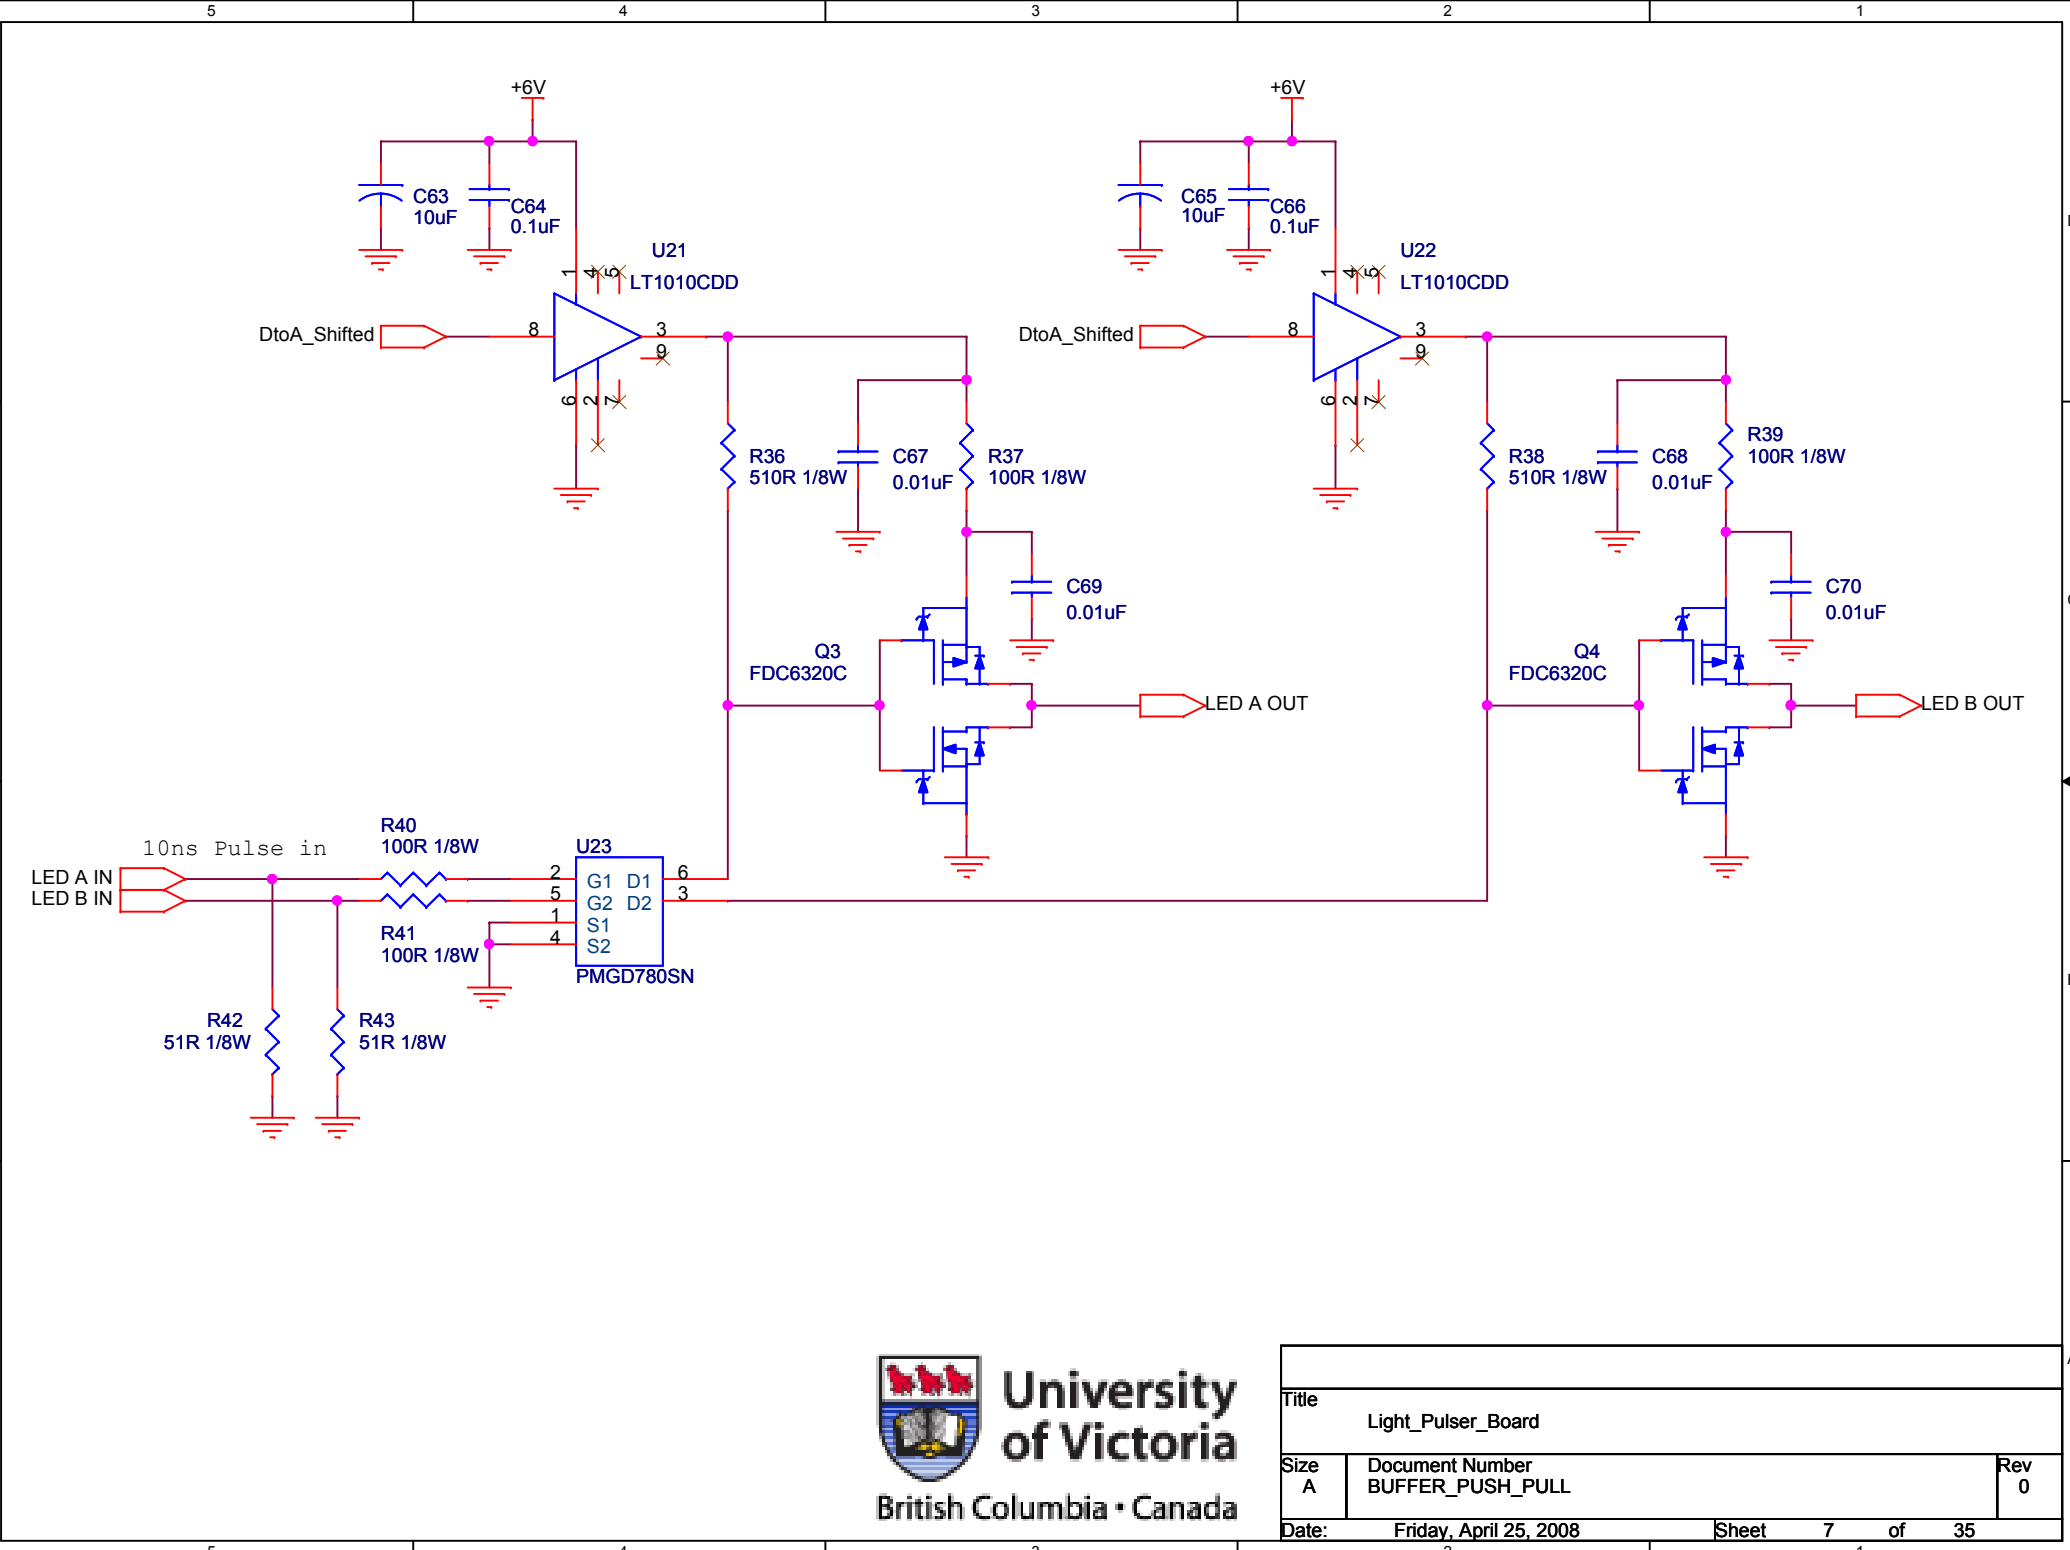 5 4 3 2 1
+6V +6V
C63
10uF
C64
0.1uF
C65
10uF
C66
0.1uF
U21
LT1010CDD
U22
LT1010CDD
1 4 5
1 4 5
DtoA_Shifted 8 3
9
DtoA_Shifted 8 3
9
6 2 7
6 2 7
R36
510R 1/8W
C67
0.01uF
R37
100R 1/8W
R38
510R 1/8W
C68
0.01uF
R39
100R 1/8W
C69
0.01uF
C70
0.01uF
Q3
FDC6320C
Q4
FDC6320C
LED A OUT
LED B OUT
10ns Pulse in
R40
100R 1/8W
U23
LED A IN 2 G1 D1 6
LED B IN 5 G2 D2 3
1 S1
4 S2
R41
100R 1/8W
PMGD780SN
R42
51R 1/8W
R43
51R 1/8W
University
of Victoria
British Columbia • Canada
Title
Light_Pulser_Board
Size
A
Document Number
BUFFER_PUSH_PULL
Rev
0
Date: Friday, April 25, 2008 Sheet 7 of 35